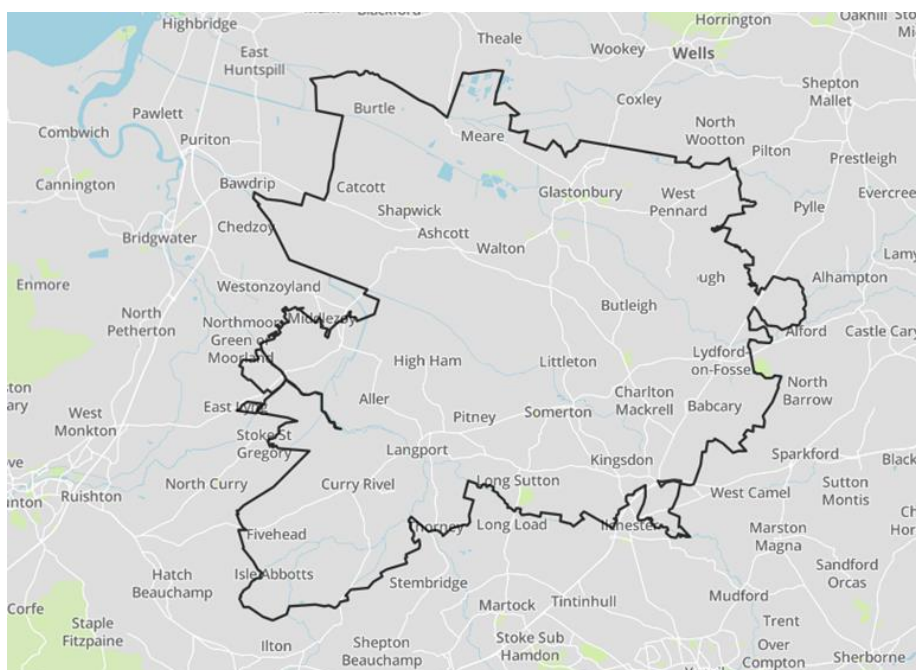 Highbridge
Theale
Horrington
Oakhill
East
Huntspill
Wookey
Wells
Shepton
Mallet
Coxley
Pawlett
Burtle
Combwich
Puriton
Meare
North
Wootton
Pilton
Prestleigh
Cannington
Bawdrip
Catcott
Glastonbury
West
Pennard
Evercree
Shapwick
Pylle
Chedzoy
Ashcott
Bridgwater
Walton
Lamy
Enmore
Westonzoyland
ough
Alhampton
North
Petherton
Northmoor
Green or
Moorland
Middlezoy
Butleigh
Alford
Castle Cary
High Ham
Littleton
Lydford-
on-Fosse
North
Barrow
West
Monkton
East Lyng
Aller
Charlton
Mackrell
Babcary
Pitney
Somerton
Stoke St
Gregory
Langport
Kingsdon
Sparkford
Ruishton
North Curry
Curry Rivel
Long Sutton
West Camel
Sutton
Montis
Fivehead
Thorney
Long Load
Ilchester
Marston
Magna
Hatch
Beauchamp
Isle Abbotts
Stembridge
Sandford
Orcas
Corfe
Staple
Fitzpaine
Martock
Tintinhull
Mudford
Trent
Ilton
Shepton
Beauchamp
Stoke Sub
Hamdon
Over
Compton
Sherborne